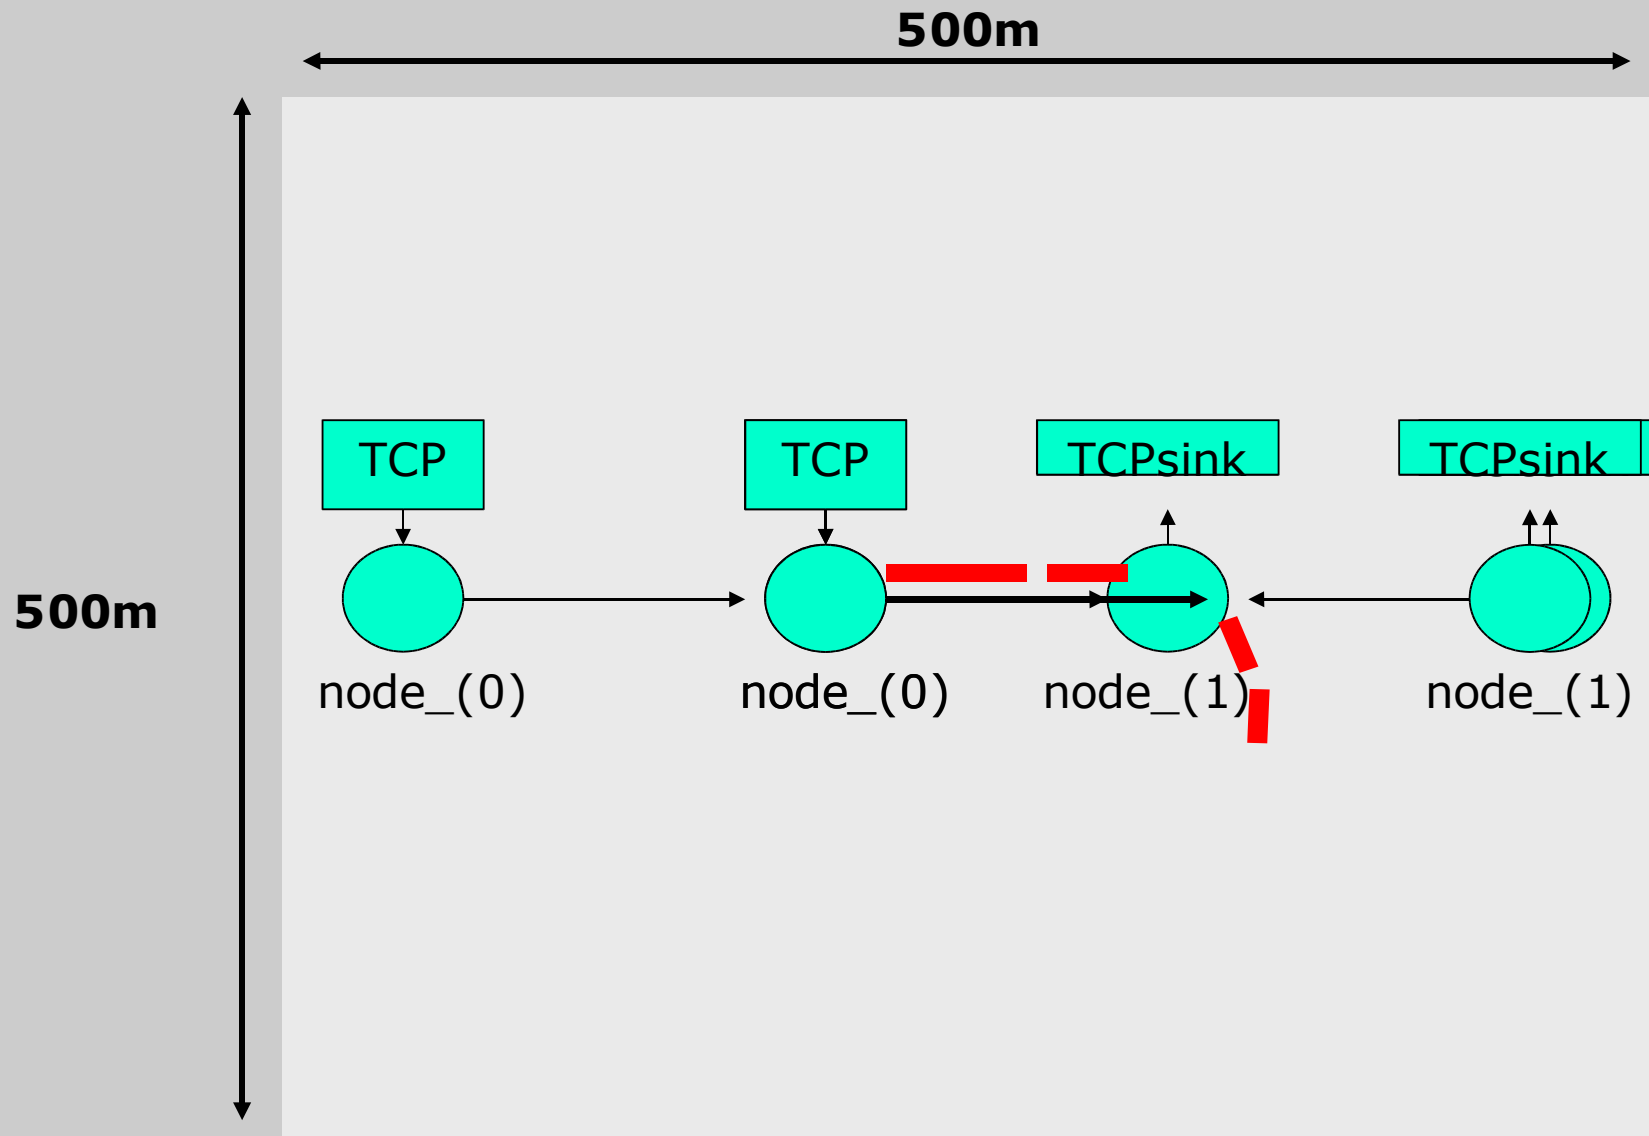 500m
500m
TCP
TCP
TCPsink
TCPsink
node_(0)
node_(0)
node_(1)
node_(1)